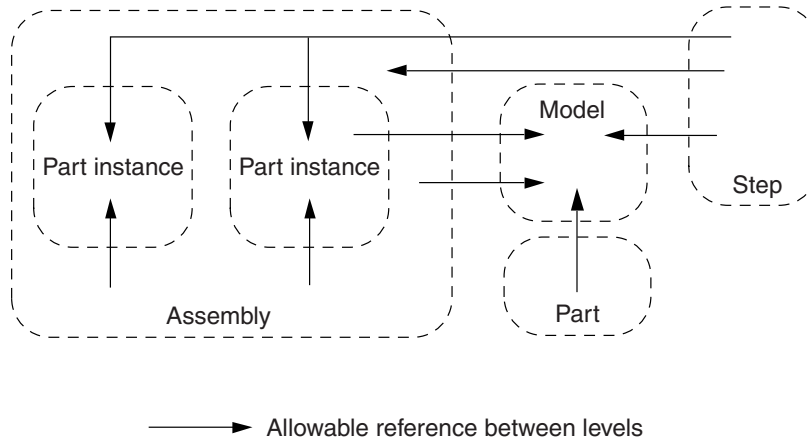 Model
Part instance
Part instance
Step
Assembly
Part
Allowable reference between levels